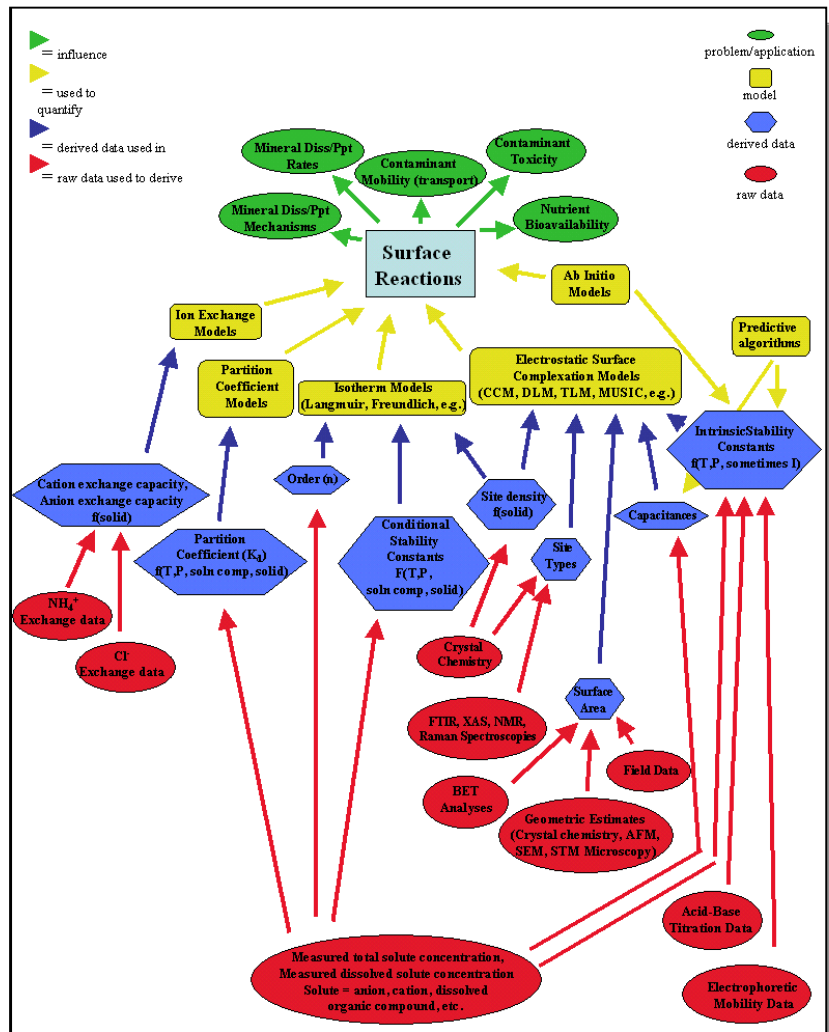 = influence
= used to
quantify
= derived data used in
= raw data used to derive
problem/application
model
derived data
raw data
Mineral Diss/Ppt
Rates
Contaminant
Mobility (transport)
Contaminant
Toxicity
Mineral Diss/Ppt
Mechanisms
Nutrient
Bioavailability
Surface
Reactions
Ab Initio
Models
Ion Exchange
Models
Predictive
algorithms
Partition
Coefficient
Models
Isotherm Models
(Langmuir, Freundlich, e.g.)
Electrostatic Surface
Complexation Models
(CCM, DLM, TLM, MUSIC, e.g.)
IntrinsicStability
Constants
f(T,P, sometimes I)
Cation exchange capacity,
Anion exchange capacity
f(solid)
Order (n)
Site density
f(solid)
Capacitances
Partition
Coefficient (Kd)
f(T,P, soln comp, solid)
Conditional
Stability
Constants
F(T,P,
soln comp, solid)
Site
Types
NH4+
Exchange data
Cl-
Exchange data
Crystal
Chemistry
Surface
Area
FTIR, XAS, NMR,
Raman Spectroscopies
Field Data
BET
Analyses
Geometric Estimates
(Crystal chemistry, AFM,
SEM, STM Microscopy)
Acid-Base
Titration Data
Measured total solute concentration,
Measured dissolved solute concentration
Solute = anion, cation, dissolved
organic compound, etc.
Electrophoretic
Mobility Data